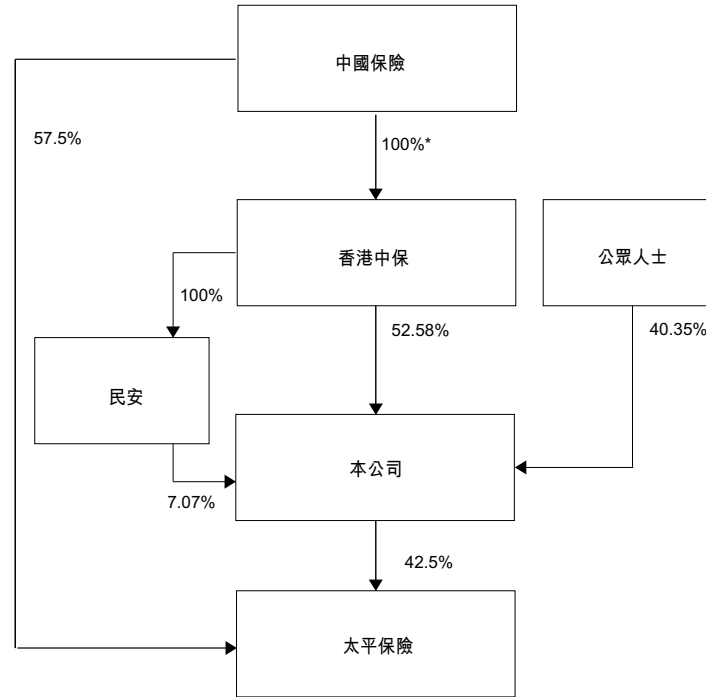 中國保險
57.5%
100%*
香港中保
公眾人士
100%
52.58%
40.35%
民安
本公司
7.07%
42.5%
太平保險